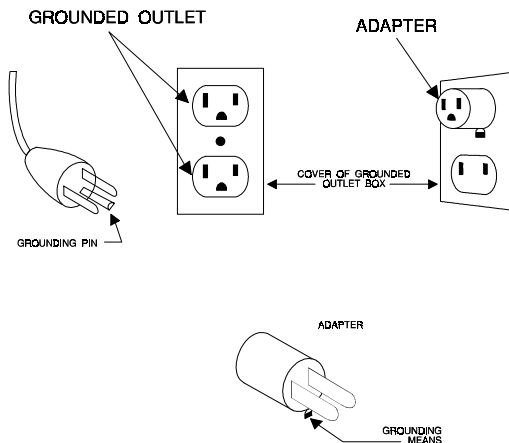 GROUNDED OUTLET
ADAPTER
COVER OF GROUNDED
OUTLET BOX
GROUNDING PIN
ADAPTER
GROUNDING
MEANS